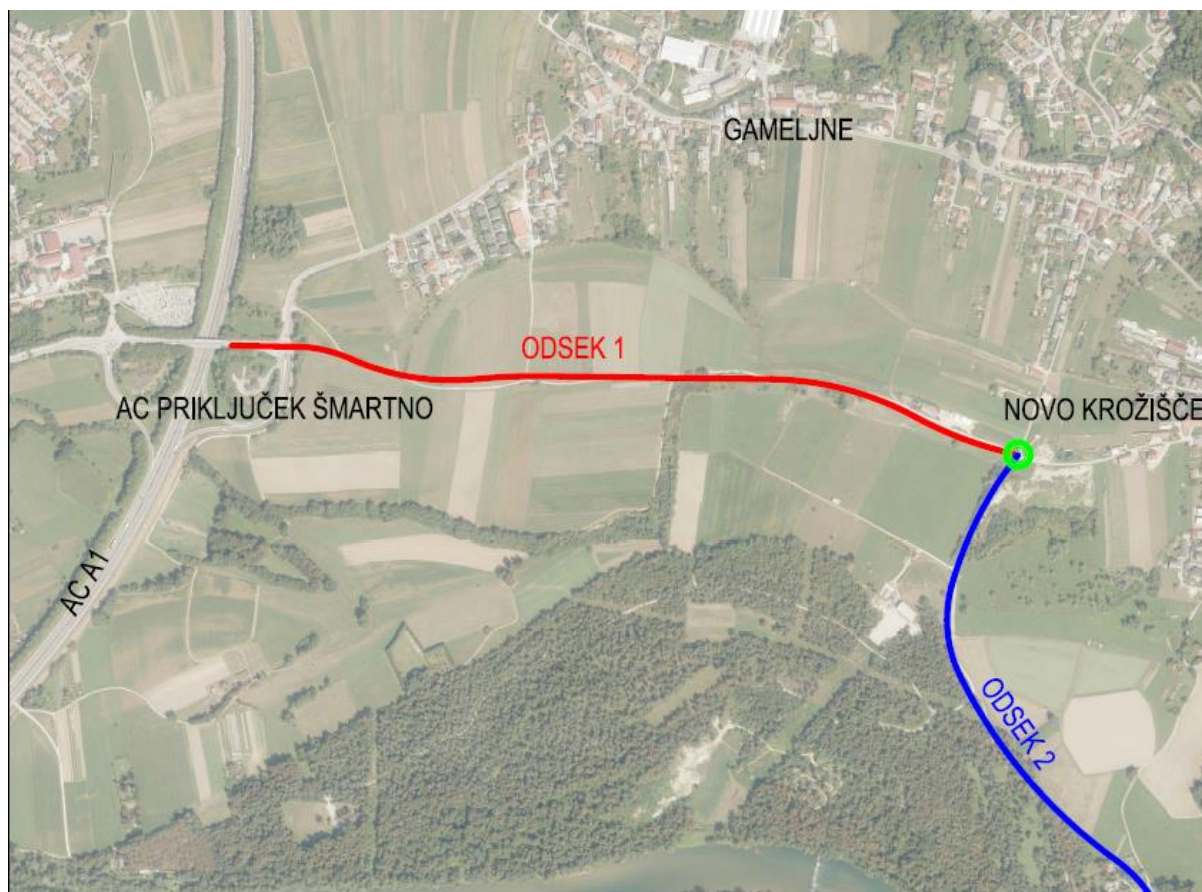 GAMELJNE
ODSEK 1
AC PRIKLJUČEK ŠMARTNO
NOVO KROŽIŠČE
AC A1
ODSEK 2